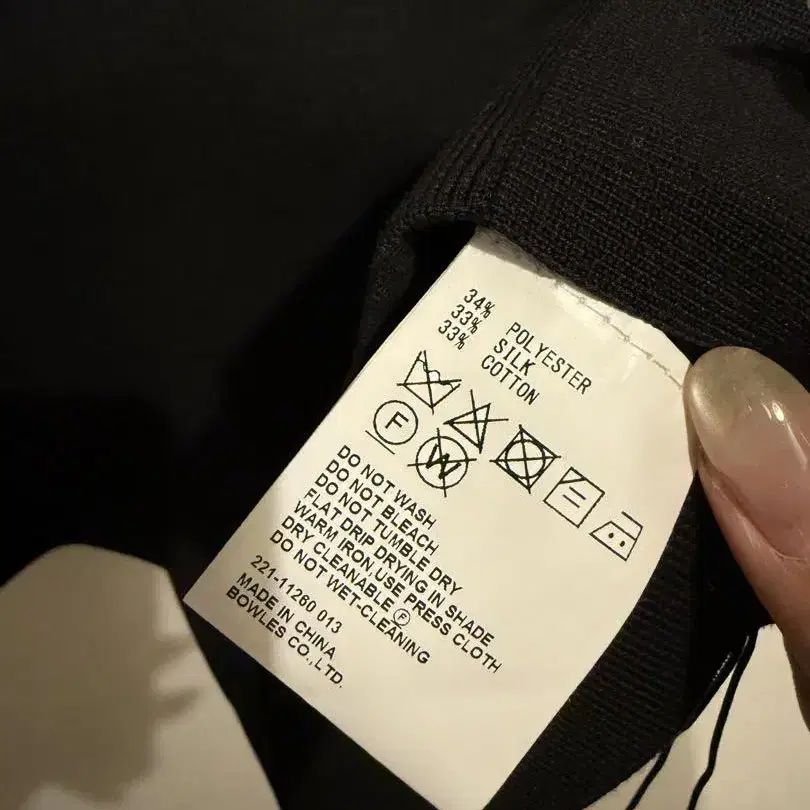 34% POLYESTER
33% SILK
33% COTTON
F W
DO NOT WASH
DO NOT BLEACH
DO NOT TUMBLE DRY
FLAT DRIP DRYING IN SHADE
WARM IRON USE PRESS CLOTH
DRY CLEANABLE Ⓕ
DO NOT WET-CLEANING
221-11260 013
MADE IN CHINA
BOWLES CO.,LTD.